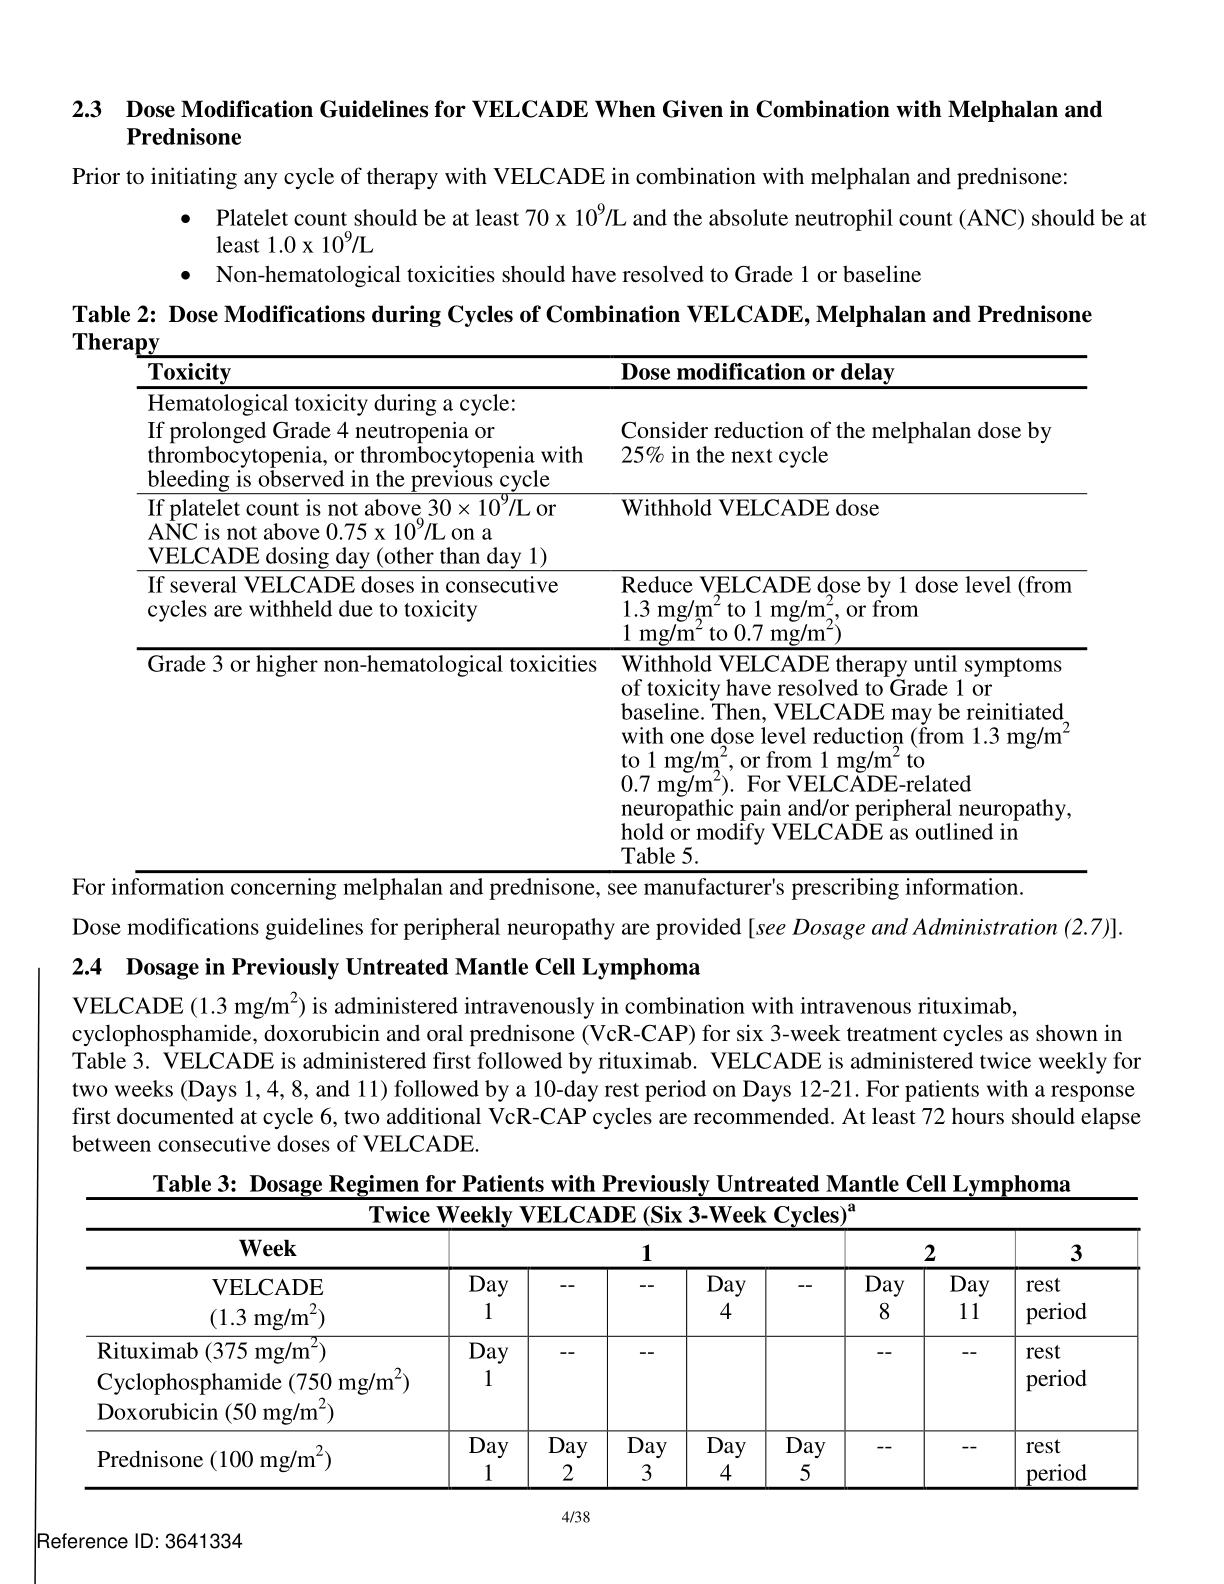 2.3 Dose Modification Guidelines for VELCADE When Given in Combination with Melphalan and
Prednisone
Prior to initiating any cycle of therapy with VELCADE in combination with melphalan and prednisone:
• Platelet count should be at least 70 x 10⁹/L and the absolute neutrophil count (ANC) should be at
least 1.0 x 10⁹/L
• Non-hematological toxicities should have resolved to Grade 1 or baseline
Table 2: Dose Modifications during Cycles of Combination VELCADE, Melphalan and Prednisone
Therapy
Toxicity Dose modification or delay
Hematological toxicity during a cycle:
If prolonged Grade 4 neutropenia or Consider reduction of the melphalan dose by
thrombocytopenia, or thrombocytopenia with 25% in the next cycle
bleeding is observed in the previous cycle
If platelet count is not above 30 × 10⁹/L or Withhold VELCADE dose
ANC is not above 0.75 x 10⁹/L on a
VELCADE dosing day (other than day 1)
If several VELCADE doses in consecutive Reduce VELCADE dose by 1 dose level (from
cycles are withheld due to toxicity 1.3 mg/m² to 1 mg/m², or from
1 mg/m² to 0.7 mg/m²)
Grade 3 or higher non-hematological toxicities Withhold VELCADE therapy until symptoms
of toxicity have resolved to Grade 1 or
baseline. Then, VELCADE may be reinitiated
with one dose level reduction (from 1.3 mg/m²
to 1 mg/m², or from 1 mg/m² to
0.7 mg/m²). For VELCADE-related
neuropathic pain and/or peripheral neuropathy,
hold or modify VELCADE as outlined in
Table 5.
For information concerning melphalan and prednisone, see manufacturer's prescribing information.
Dose modifications guidelines for peripheral neuropathy are provided [see Dosage and Administration (2.7)].
2.4 Dosage in Previously Untreated Mantle Cell Lymphoma
VELCADE (1.3 mg/m²) is administered intravenously in combination with intravenous rituximab,
cyclophosphamide, doxorubicin and oral prednisone (VcR-CAP) for six 3-week treatment cycles as shown in
Table 3. VELCADE is administered first followed by rituximab. VELCADE is administered twice weekly for
two weeks (Days 1, 4, 8, and 11) followed by a 10-day rest period on Days 12-21. For patients with a response
first documented at cycle 6, two additional VcR-CAP cycles are recommended. At least 72 hours should elapse
between consecutive doses of VELCADE.
Table 3: Dosage Regimen for Patients with Previously Untreated Mantle Cell Lymphoma
Twice Weekly VELCADE (Six 3-Week Cycles)ᵃ
Week 1 2 3
VELCADE Day -- -- Day -- Day Day rest
(1.3 mg/m²) 1 4 8 11 period
Rituximab (375 mg/m²) Day -- -- -- -- rest
Cyclophosphamide (750 mg/m²) 1 period
Doxorubicin (50 mg/m²)
Prednisone (100 mg/m²) Day Day Day Day Day -- -- rest
1 2 3 4 5 period
4/38
Reference ID: 3641334